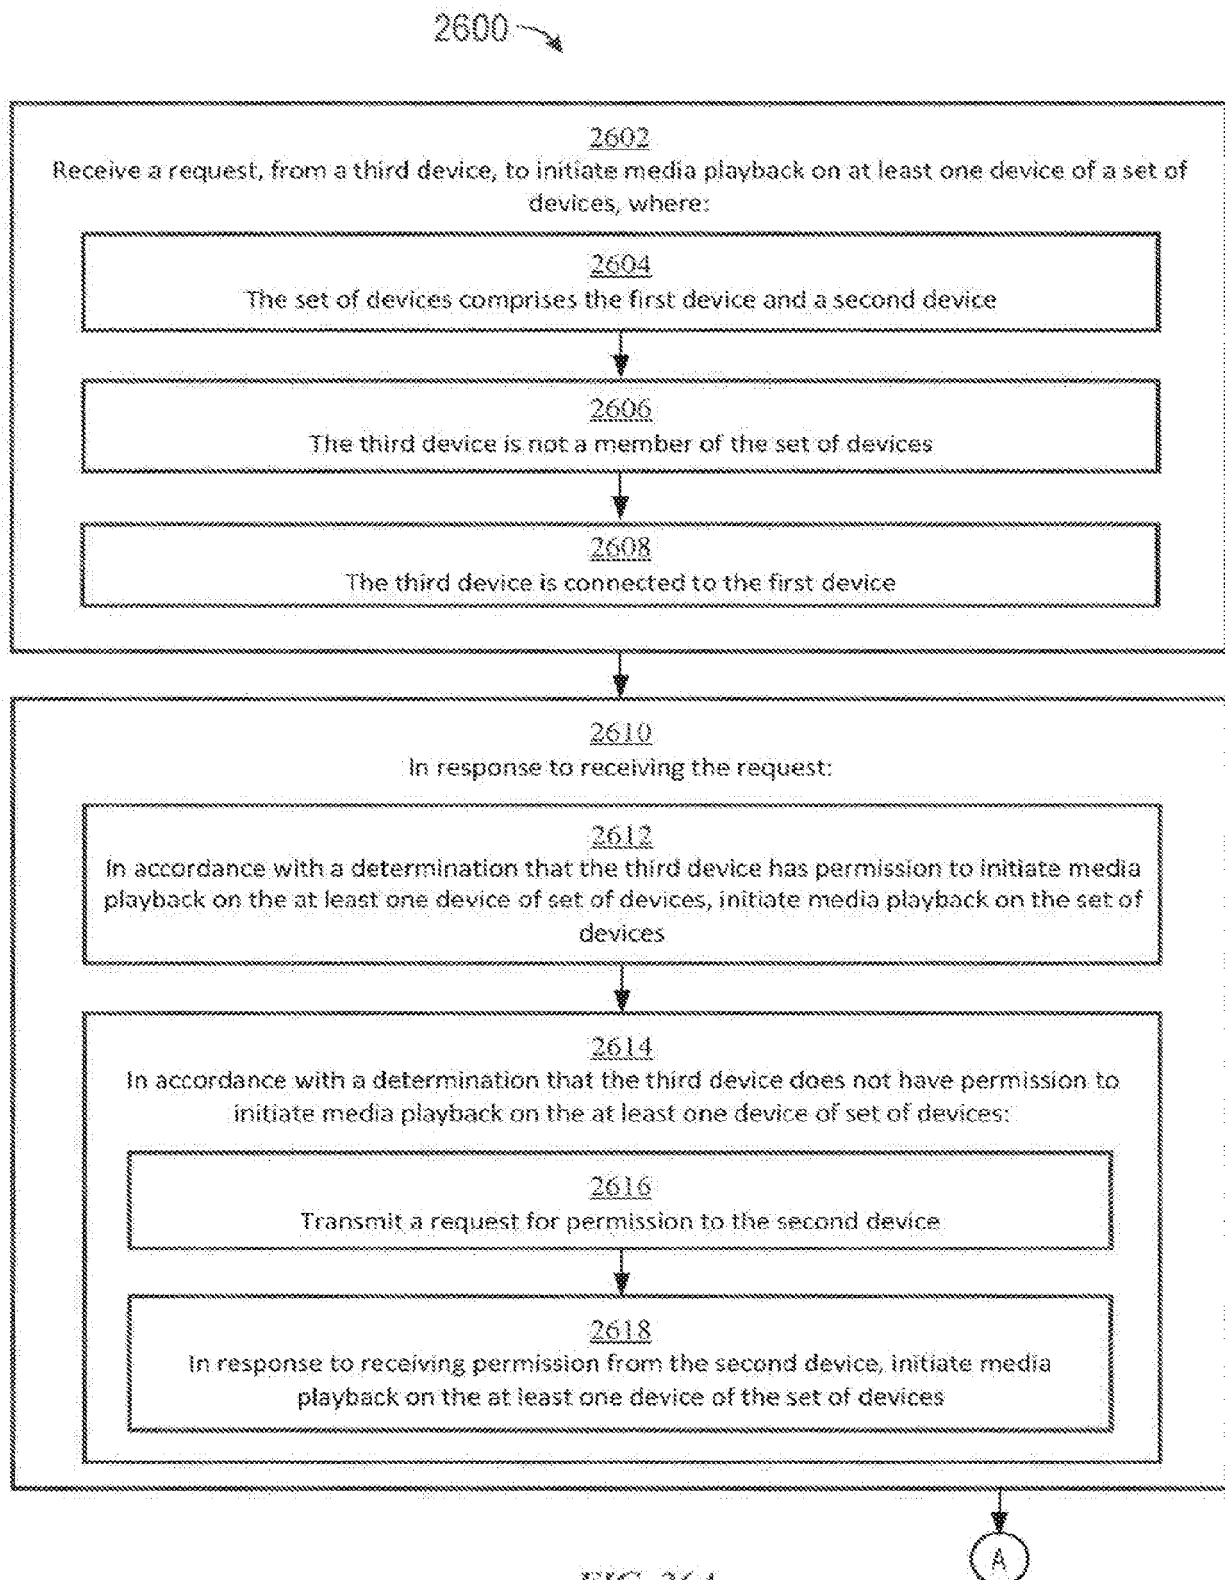 2600
2602
Receive a request, from a third device, to initiate media playback on at least one device of a set of
devices, where:
2604
The set of devices comprises the first device and a second device
2606
The third device is not a member of the set of devices
2608
The third device is connected to the first device
2610
In response to receiving the request:
2612
In accordance with a determination that the third device has permission to initiate media
playback on the at least one device of set of devices, initiate media playback on the set of
devices
2614
In accordance with a determination that the third device does not have permission to
initiate media playback on the at least one device of set of devices:
2616
Transmit a request for permission to the second device
2618
In response to receiving permission from the second device, initiate media
playback on the at least one device of the set of devices
A